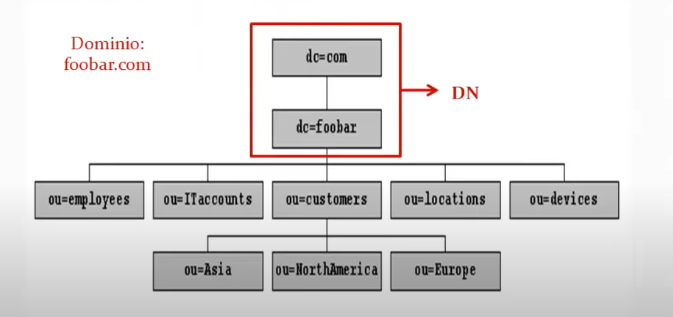 Dominio:
foobar.com
dc=com
DN
dc=foobar
ou=employees
ou=ITaccounts
ou=customers
ou=locations
ou=devices
ou=Asia
ou=NorthAmerica
ou=Europe